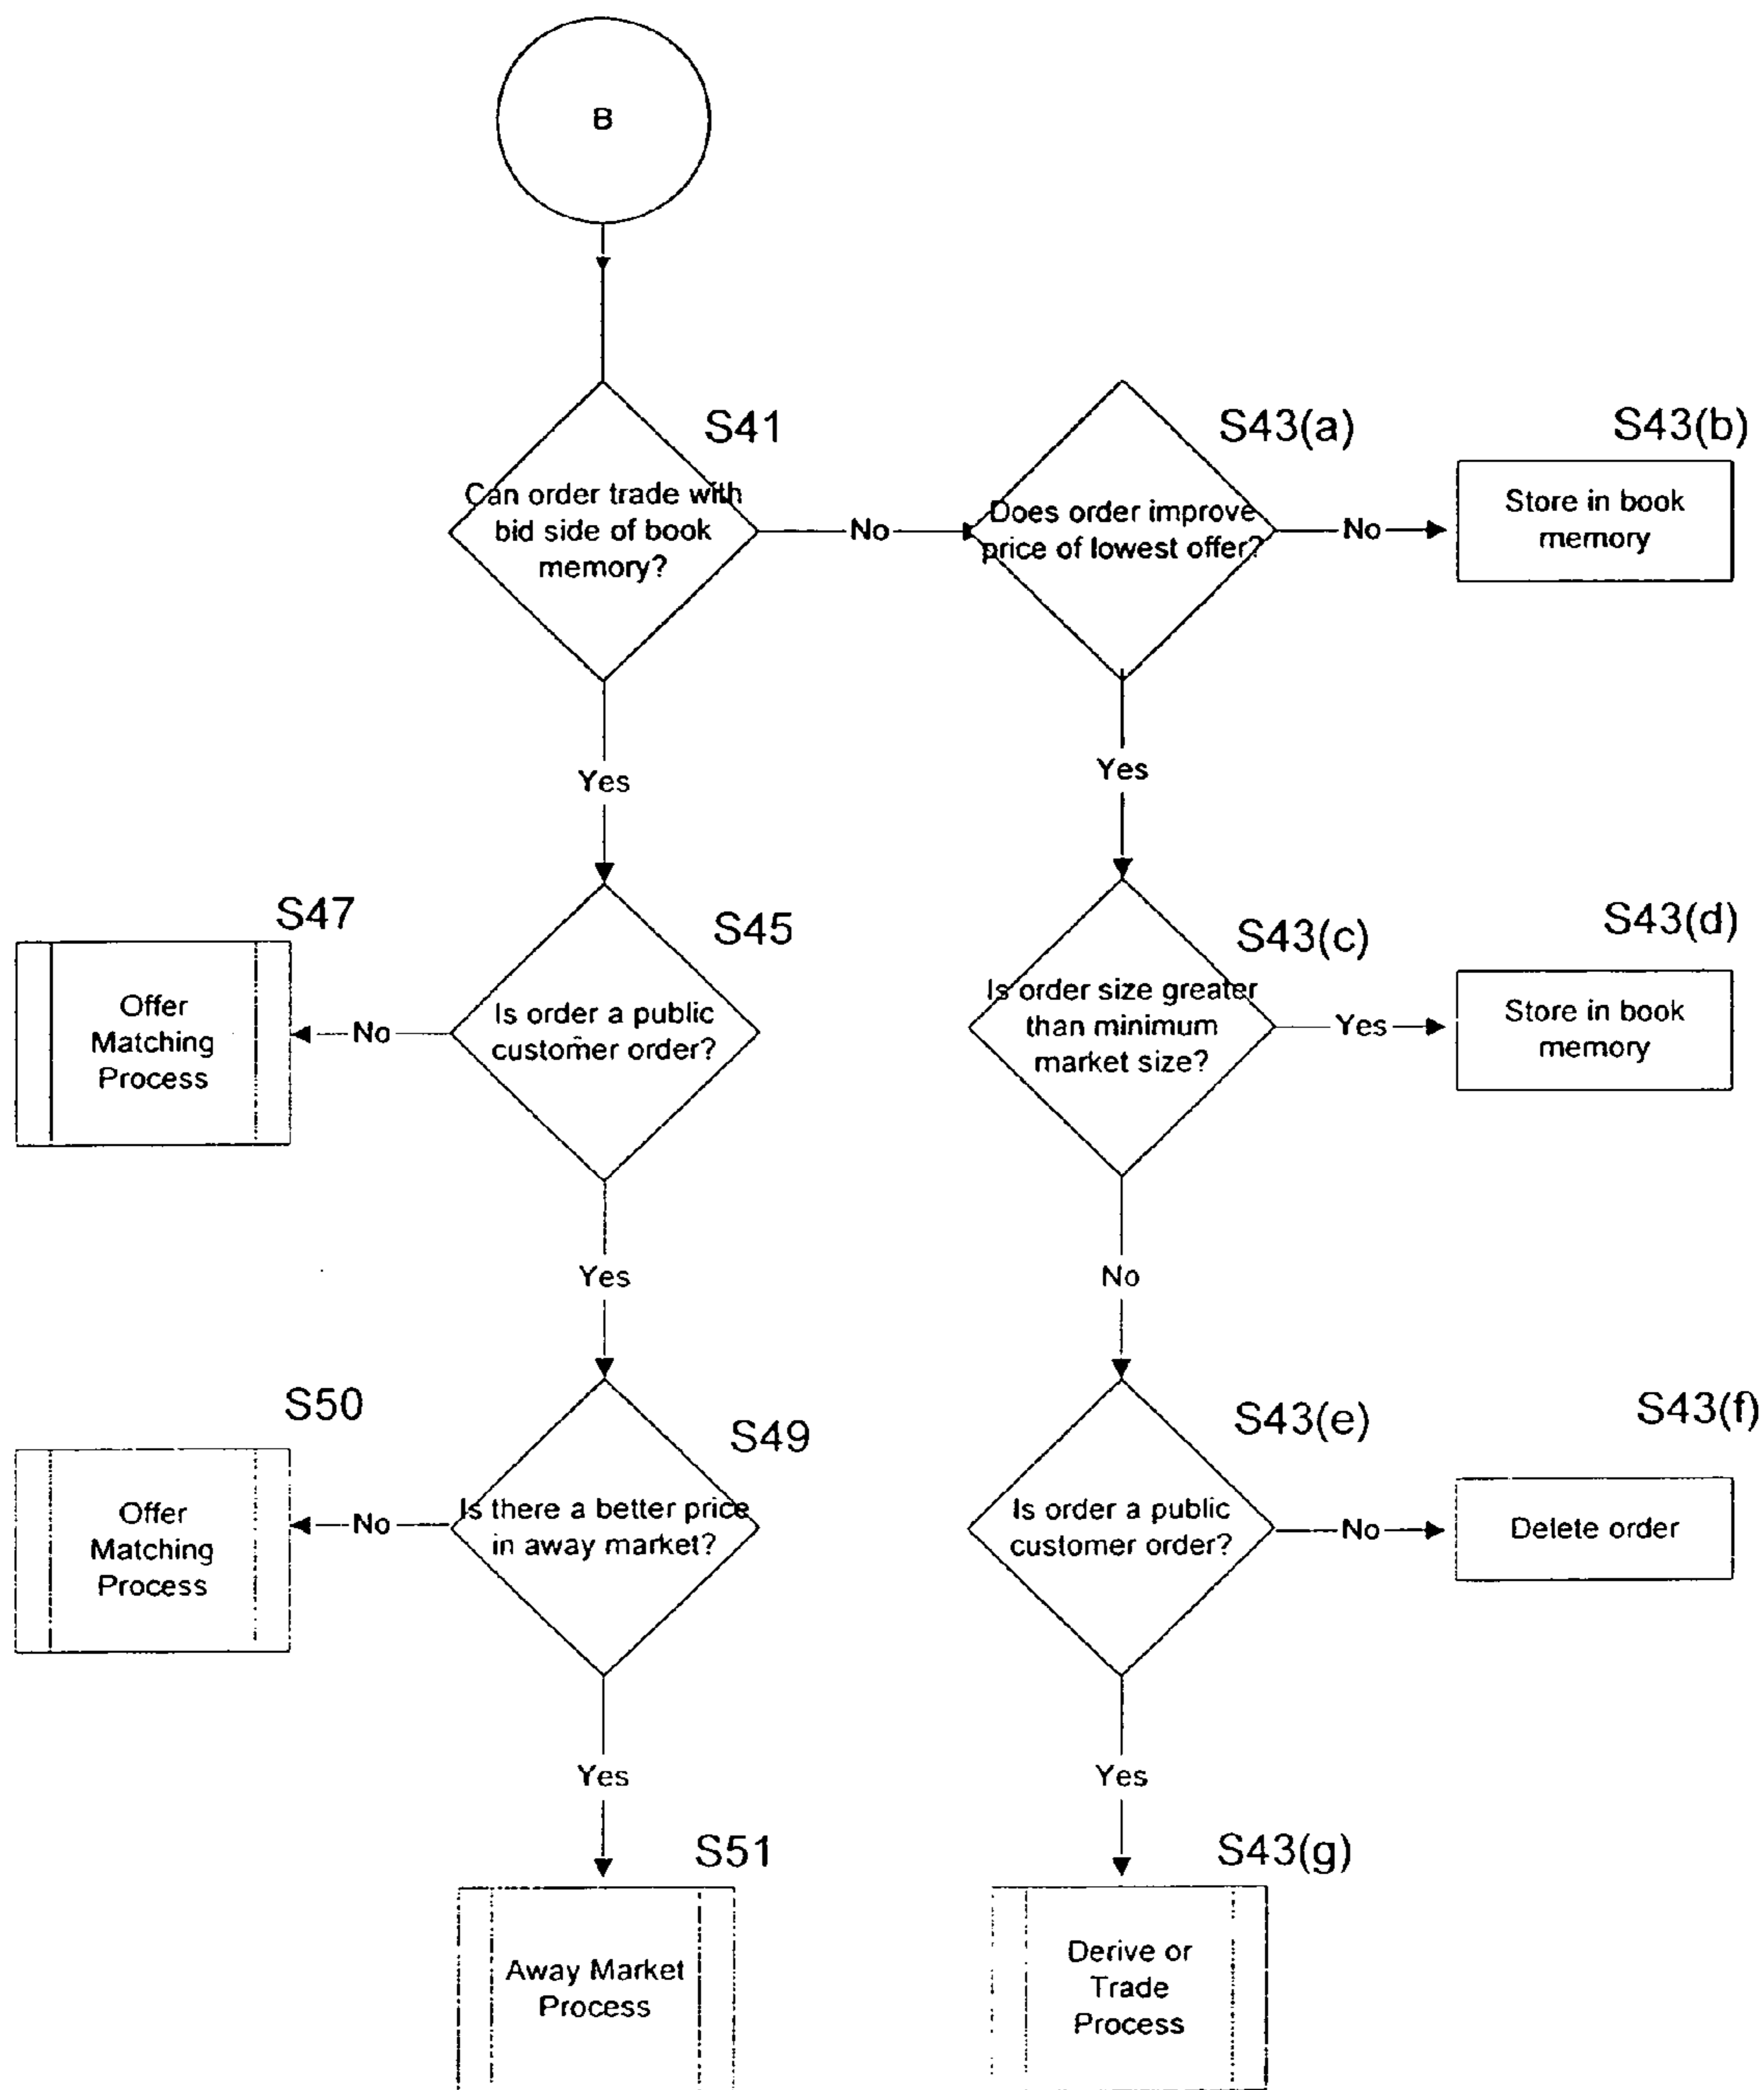 B
S41
Can order trade with
bid side of book
memory?
No
S43(a)
Does order improve
price of lowest offer?
No
S43(b)
Store in book
memory
Yes
Yes
S47
Offer
Matching
Process
No
S45
Is order a public
customer order?
S43(c)
Is order size greater
than minimum
market size?
Yes
S43(d)
Store in book
memory
Yes
No
S50
Offer
Matching
Process
No
S49
Is there a better price
in away market?
S43(e)
Is order a public
customer order?
No
S43(f)
Delete order
Yes
Yes
S51
Away Market
Process
S43(g)
Derive or
Trade
Process